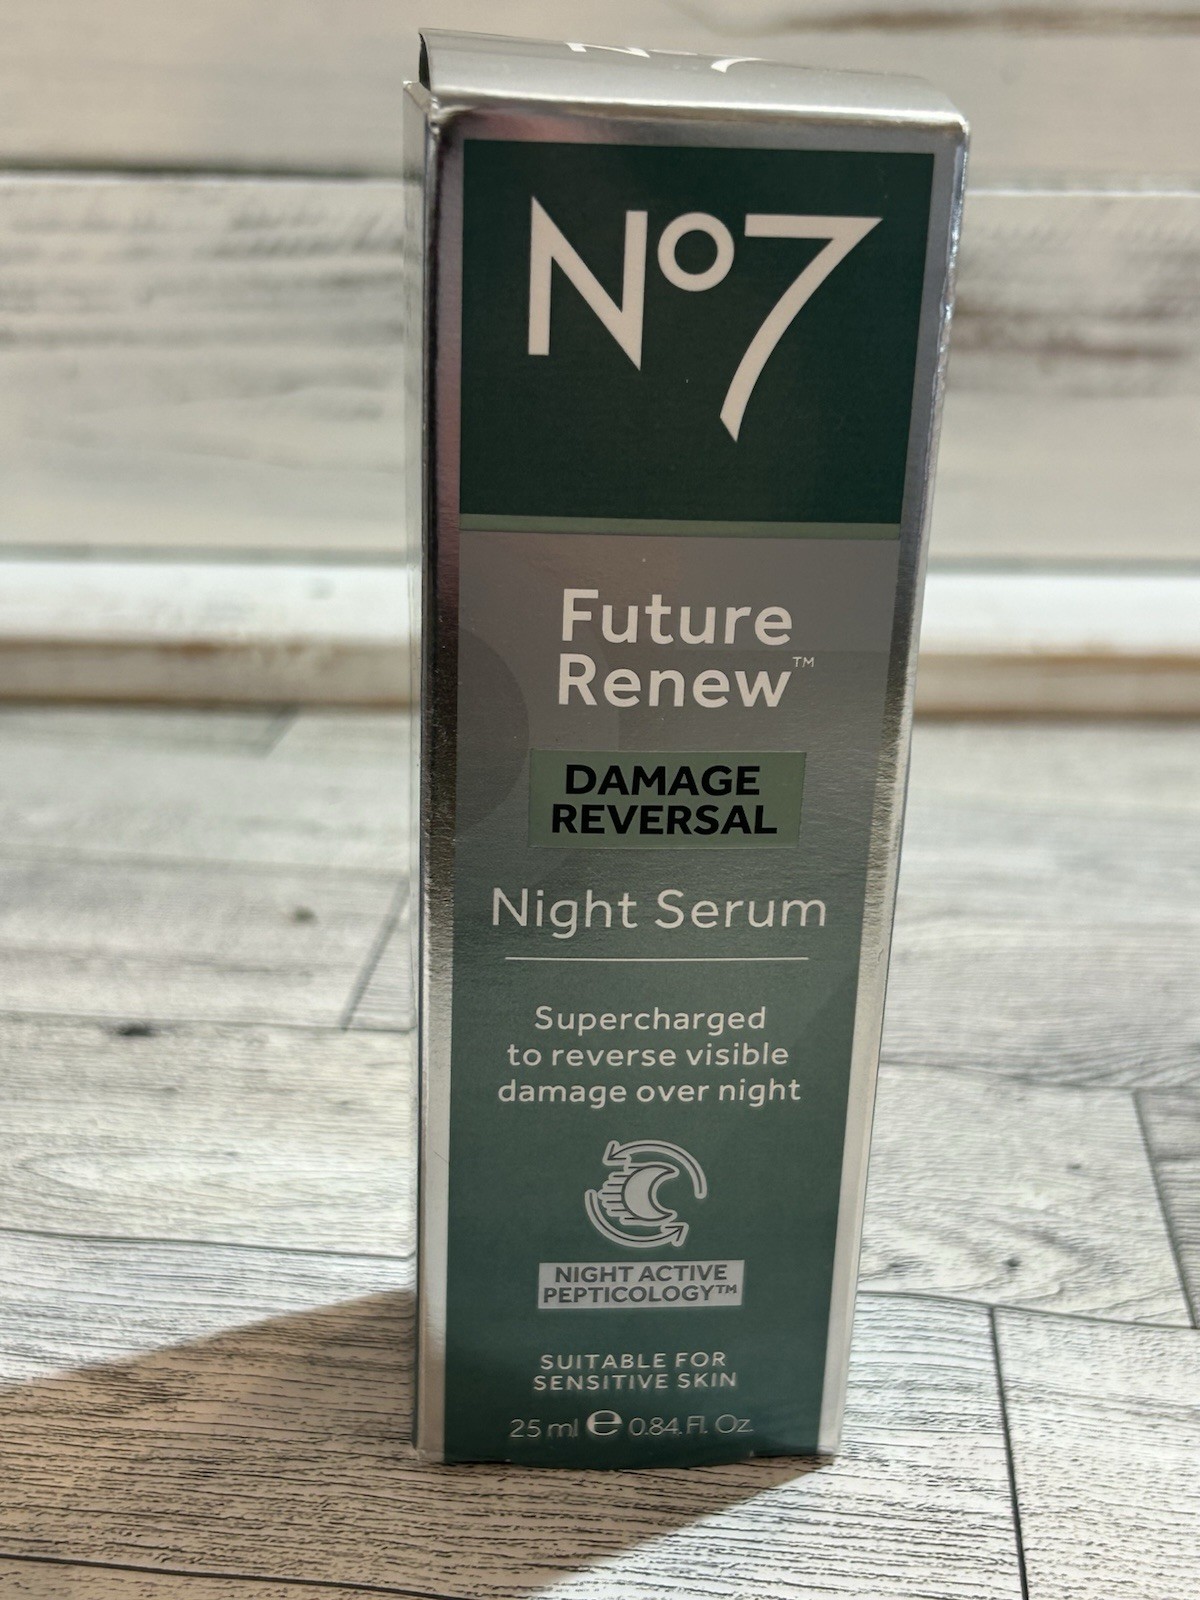 No7
Future
Renew™
DAMAGE
REVERSAL
Night Serum
Supercharged
to reverse visible
damage over night
NIGHT ACTIVE
PEPTICOLOGY™
SUITABLE FOR
SENSITIVE SKIN
25 ml ℮ 0.84 Fl. Oz.